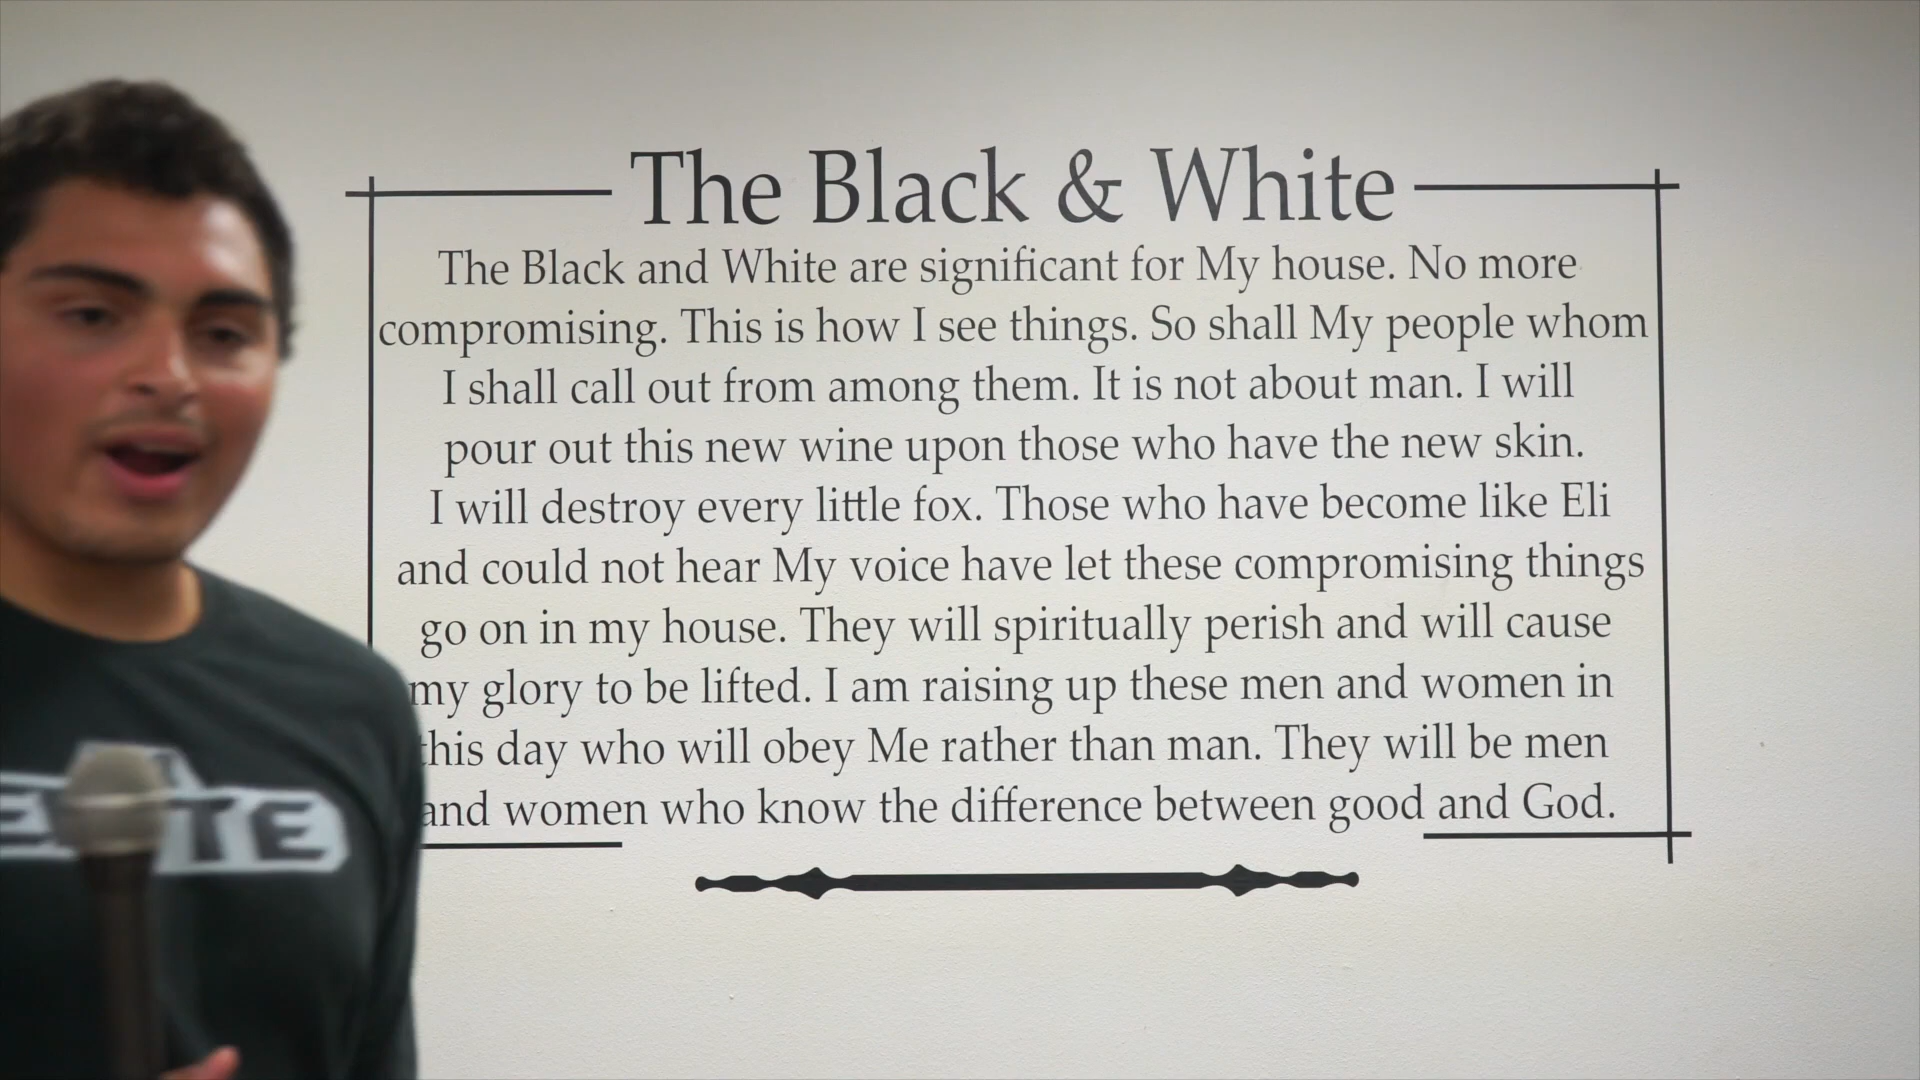 The Black & White
The Black and White are significant for My house. No more
compromising. This is how I see things. So shall My people whom
I shall call out from among them. It is not about man. I will
pour out this new wine upon those who have the new skin.
I will destroy every little fox. Those who have become like Eli
and could not hear My voice have let these compromising things
go on in my house. They will spiritually perish and will cause
my glory to be lifted. I am raising up these men and women in
this day who will obey Me rather than man. They will be men
and women who know the difference between good and God.